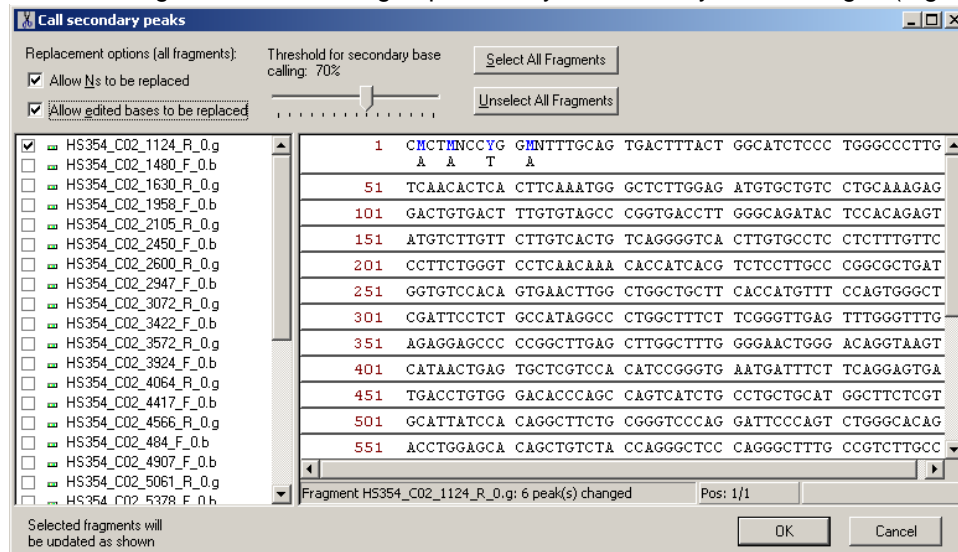 Call secondary peaks
Replacement options (all fragments):
Allow Ns to be replaced
Allow edited bases to be replaced
Threshold for secondary base
calling: 70%
Select All Fragments
Unselect All Fragments
HS354_C02_1124_R_0.g
HS354_C02_1480_F_0.b
HS354_C02_1630_R_0.g
HS354_C02_1958_F_0.b
HS354_C02_2105_R_0.g
HS354_C02_2450_F_0.b
HS354_C02_2600_R_0.g
HS354_C02_2947_F_0.b
HS354_C02_3072_R_0.g
HS354_C02_3422_F_0.b
HS354_C02_3572_R_0.g
HS354_C02_3924_F_0.b
HS354_C02_4064_R_0.g
HS354_C02_4417_F_0.b
HS354_C02_4566_R_0.g
HS354_C02_484_F_0.b
HS354_C02_4907_F_0.b
HS354_C02_5061_R_0.g
HS354_C02_5378_F_0.b
1 CMCTMNCCYG GMNTTTGCAG TGACTTTACT GGCATCTCCC TGGGCCCTTG
A A T A
51 TCAACACTCA CTTCAAATGG GCTCTTGGAG ATGTGCTGTC CTGCAAAGAG
101 GACTGTGACT TTGTGTAGCC CGGTGACCTT GGGCAGATAC TCCACAGAGT
151 ATGTCTTGTT CTTGTCACTG TCAGGGGTCA CTTGTGCCTC CTCTTTGTTC
201 CCTTCTGGGT CCTCAACAAA CACCATCACG TCTCCTTGCC CGGCGCTGAT
251 GGTGTCCACA GTGAACTTGG CTGGCTGCTT CACCATGTTT CCAGTGGGCT
301 CGATTCCTCT GCCATAGGCC CTGGCTTTCT TCGGGTTGAG TTTGGGTTTG
351 AGAGGAGCCC CCGGCTTGAG CTTGGCTTTG GGGAACTGGG ACAGGTAAGT
401 CATAACTGAG TGCTCGTCCA CATCCGGGTG AATGATTTCT TCAGGAGTGA
451 TGACCTGTGG GACACCCAGC CAGTCATCTG CCTGCTGCAT GGCTTCTCGT
501 GCATTATCCA CAGGCTTCTG CGGGTCCCAG GATTCCCAGT CTGGGCACAG
551 ACCTGGAGCA CAGCTGTCTA CCAGGGCTCC CAGGGCTTTG CCGTCTTGCC
Fragment HS354_C02_1124_R_0.g: 6 peak(s) changed
Pos: 1/1
Selected fragments will
be updated as shown
OK
Cancel